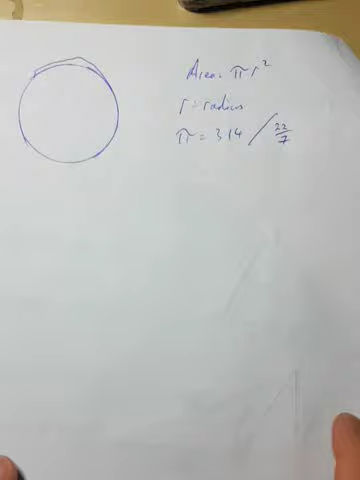 Area = πr²
r = radius
π = 3.14 / 22/7